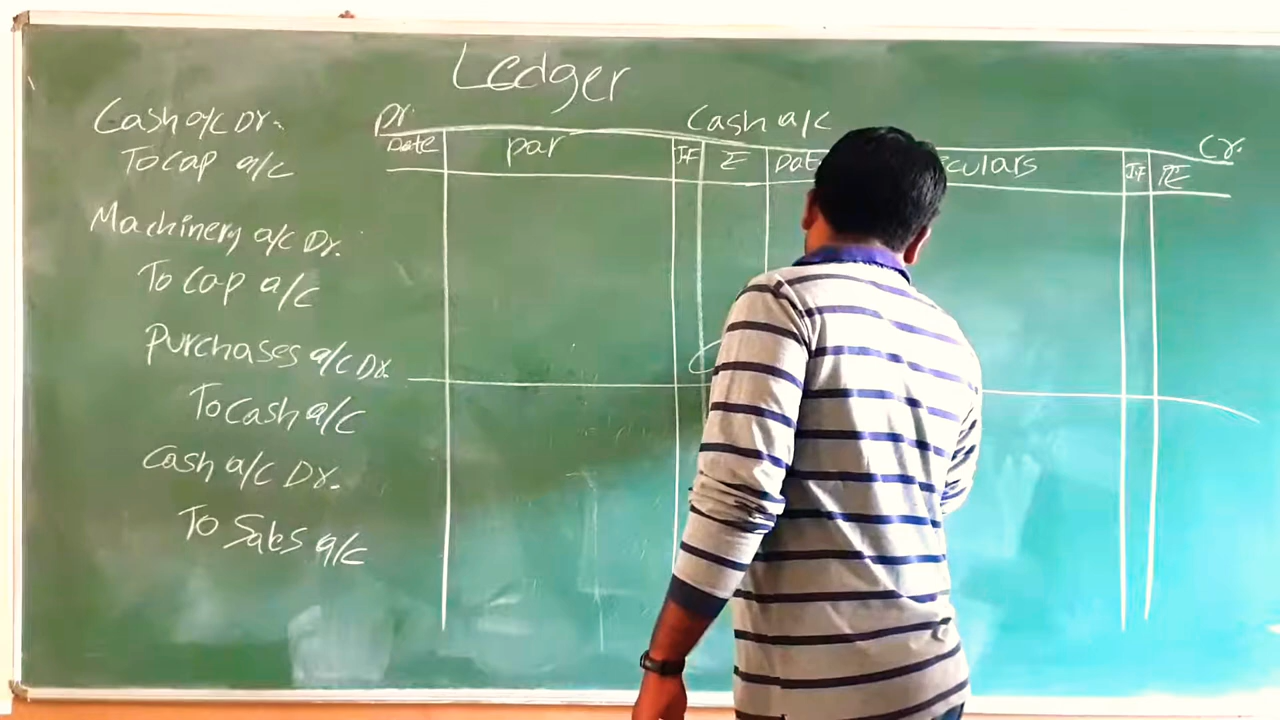 Ledger
Cash a/c Dr.
To cap a/c
Machinery a/c Dr.
To cap a/c
Purchases a/c Dr.
To cash a/c
Cash a/c Dr.
To Sales a/c
Dr. Cash a/c Cr.
Date par JF Dat culars JF